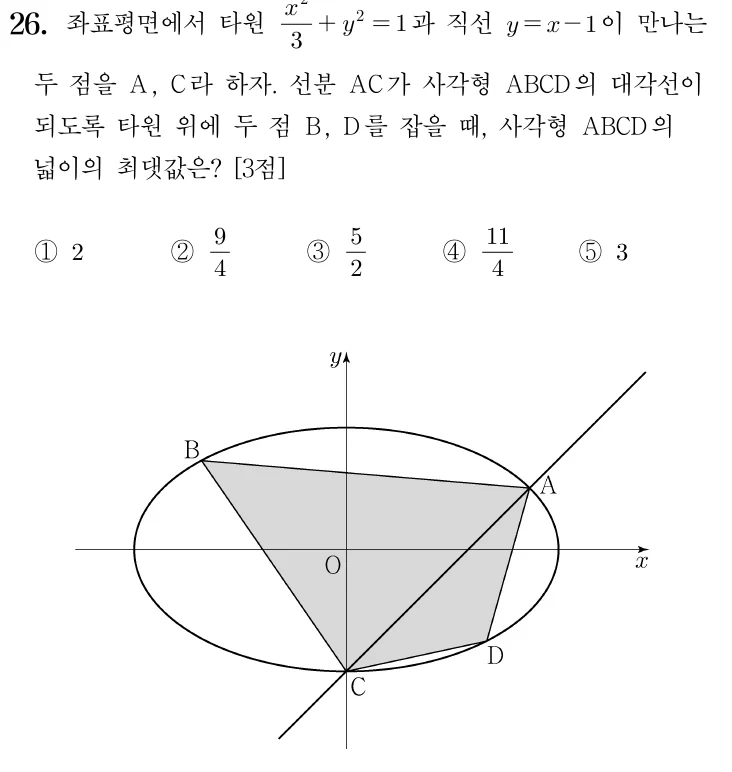 26. 좌표평면에서 타원 x²/3 + y² = 1과 직선 y = x − 1이 만나는
두 점을 A, C라 하자. 선분 AC가 사각형 ABCD의 대각선이
되도록 타원 위에 두 점 B, D를 잡을 때, 사각형 ABCD의
넓이의 최댓값은? [3점]
① 2 ② 9/4 ③ 5/2 ④ 11/4 ⑤ 3
y
B
A
O
x
D
C